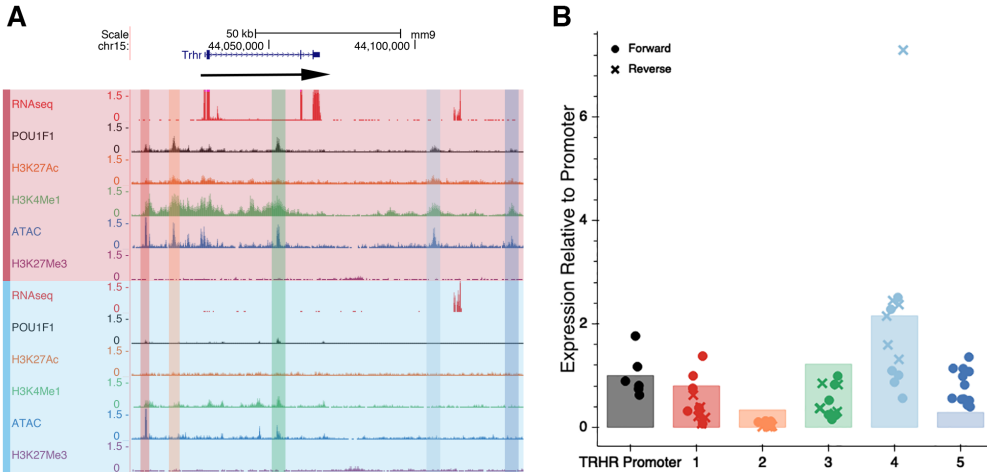 A
Scale
50 kb
mm9
chr15:
44,050,000
44,100,000
Trhr
RNAseq
1.5
0
POU1F1
1.5
0
H3K27Ac
1.5
0
H3K4Me1
1.5
0
ATAC
1.5
0
H3K27Me3
1.5
0
RNAseq
1.5
0
POU1F1
1.5
0
H3K27Ac
1.5
0
H3K4Me1
1.5
0
ATAC
1.5
0
H3K27Me3
1.5
0
B
Forward
Reverse
Expression Relative to Promoter
6
4
2
0
TRHR Promoter 1 2 3 4 5